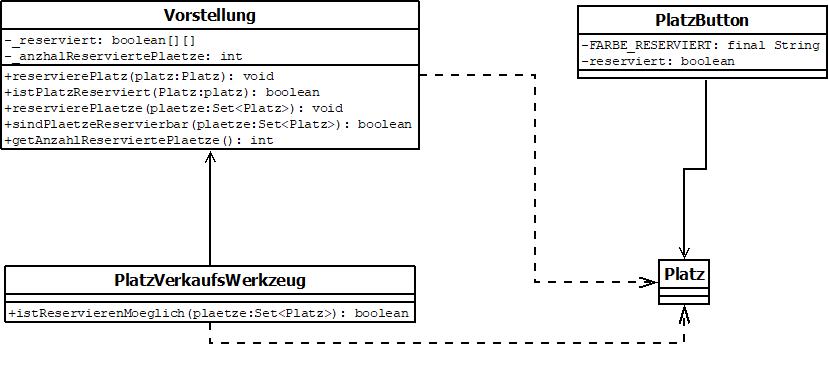 Vorstellung
-_reserviert: boolean[][]
-_anzhalReserviertePlaetze: int
+reservierePlatz(platz:Platz): void
+istPlatzReserviert(Platz:platz): boolean
+reservierePlaetze(plaetze:Set<Platz>): void
+sindPlaetzeReservierbar(plaetze:Set<Platz>): boolean
+getAnzahlReserviertePlaetze(): int
PlatzButton
-FARBE_RESERVIERT: final String
-reserviert: boolean
PlatzVerkaufsWerkzeug
+istReservierenMoeglich(plaetze:Set<Platz>): boolean
Platz